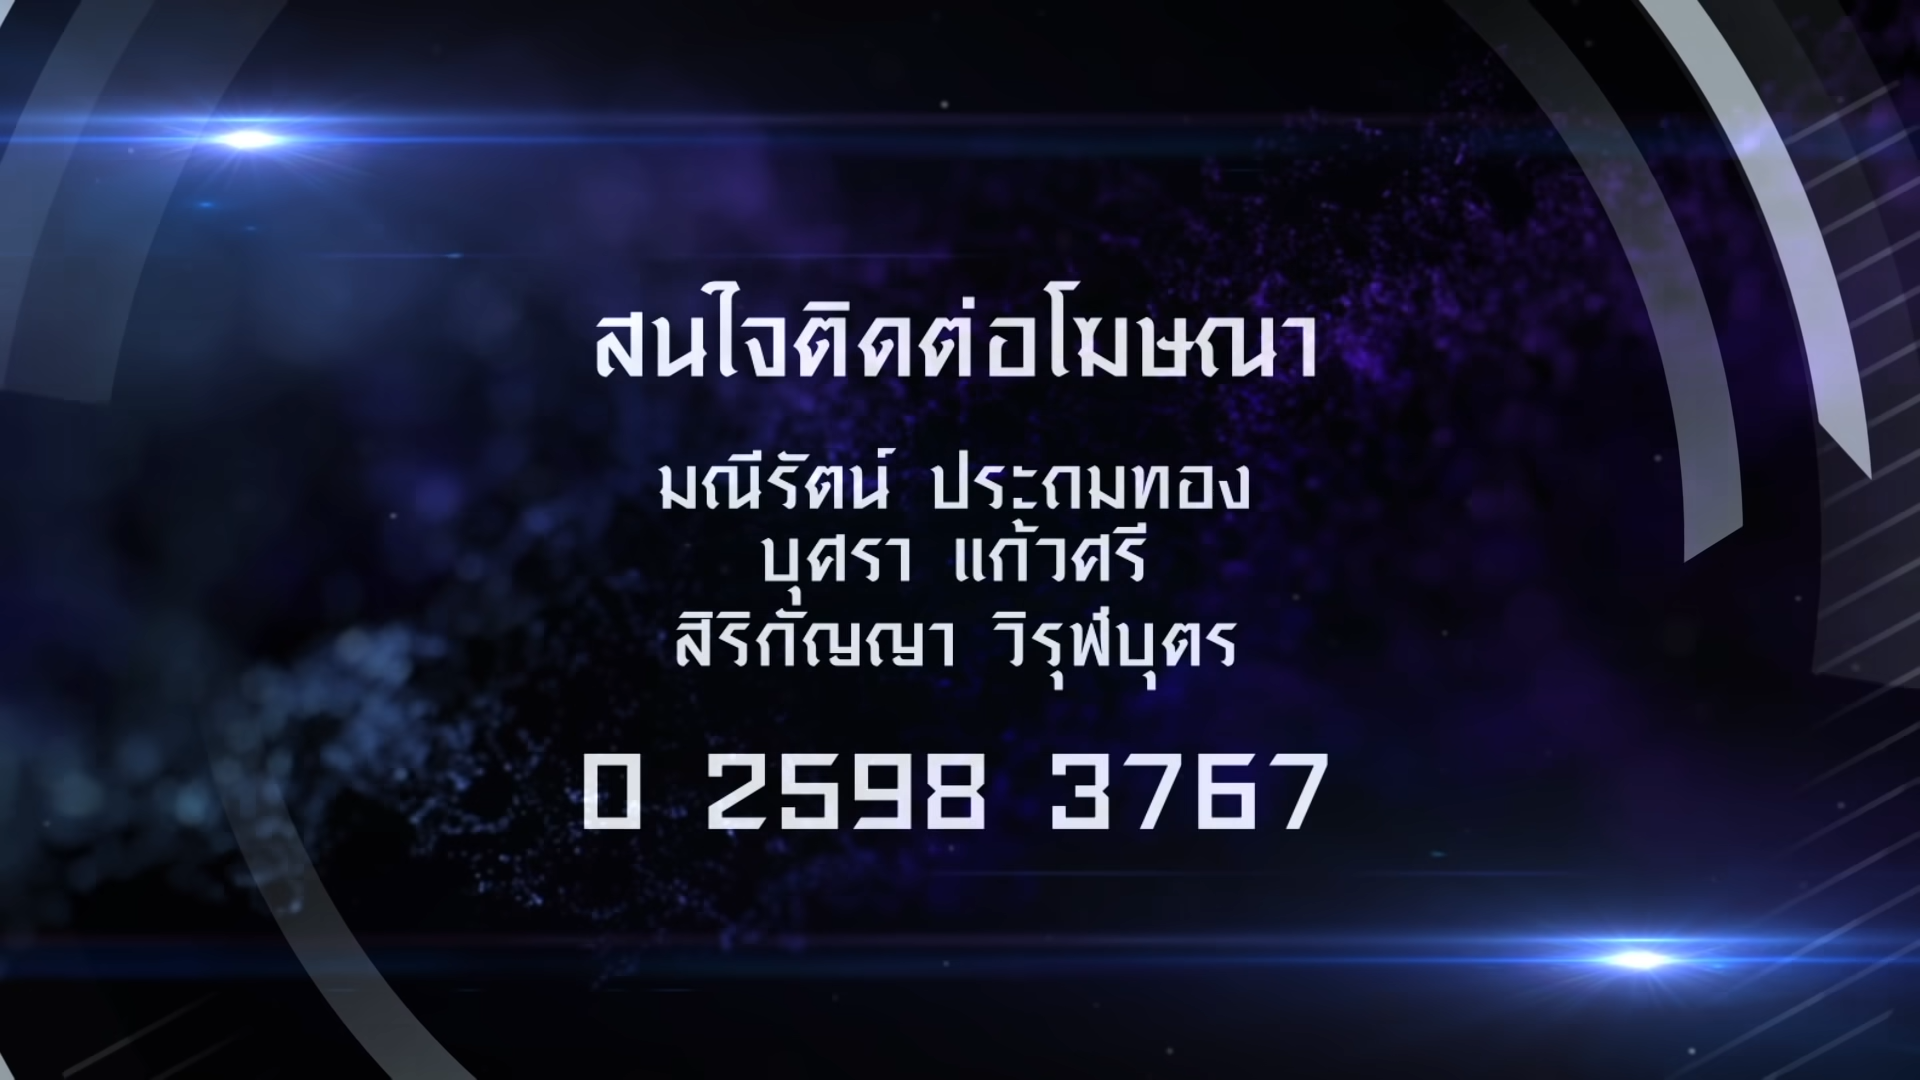 สนใจติดต่อโฆษณา
มณีรัตน์ ประถมทอง
บุศรา แก้วศรี
สิริกัญญา วิรุฬบุตร
0 2598 3767